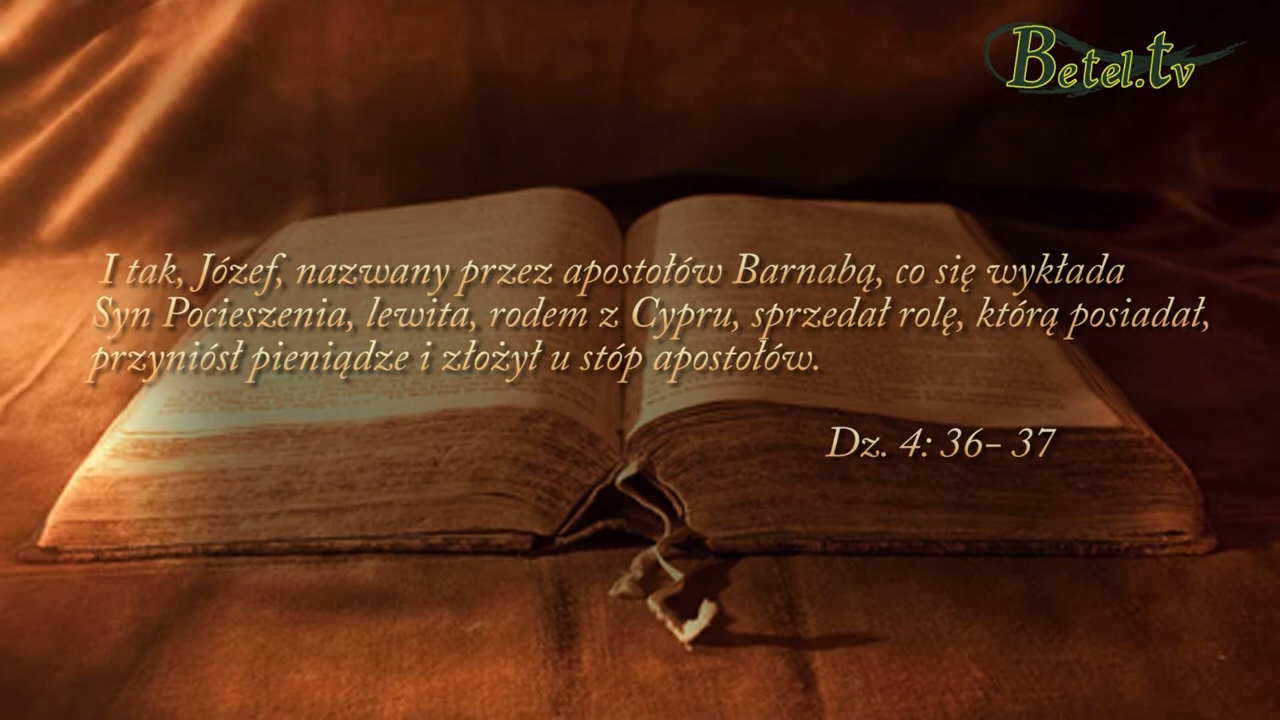 Betel.tv
I tak, Józef, nazwany przez apostołów Barnabą, co się wykłada
Syn Pocieszenia, lewita, rodem z Cypru, sprzedał rolę, którą posiadał,
przyniósł pieniądze i złożył u stóp apostołów.
Dz. 4: 36- 37